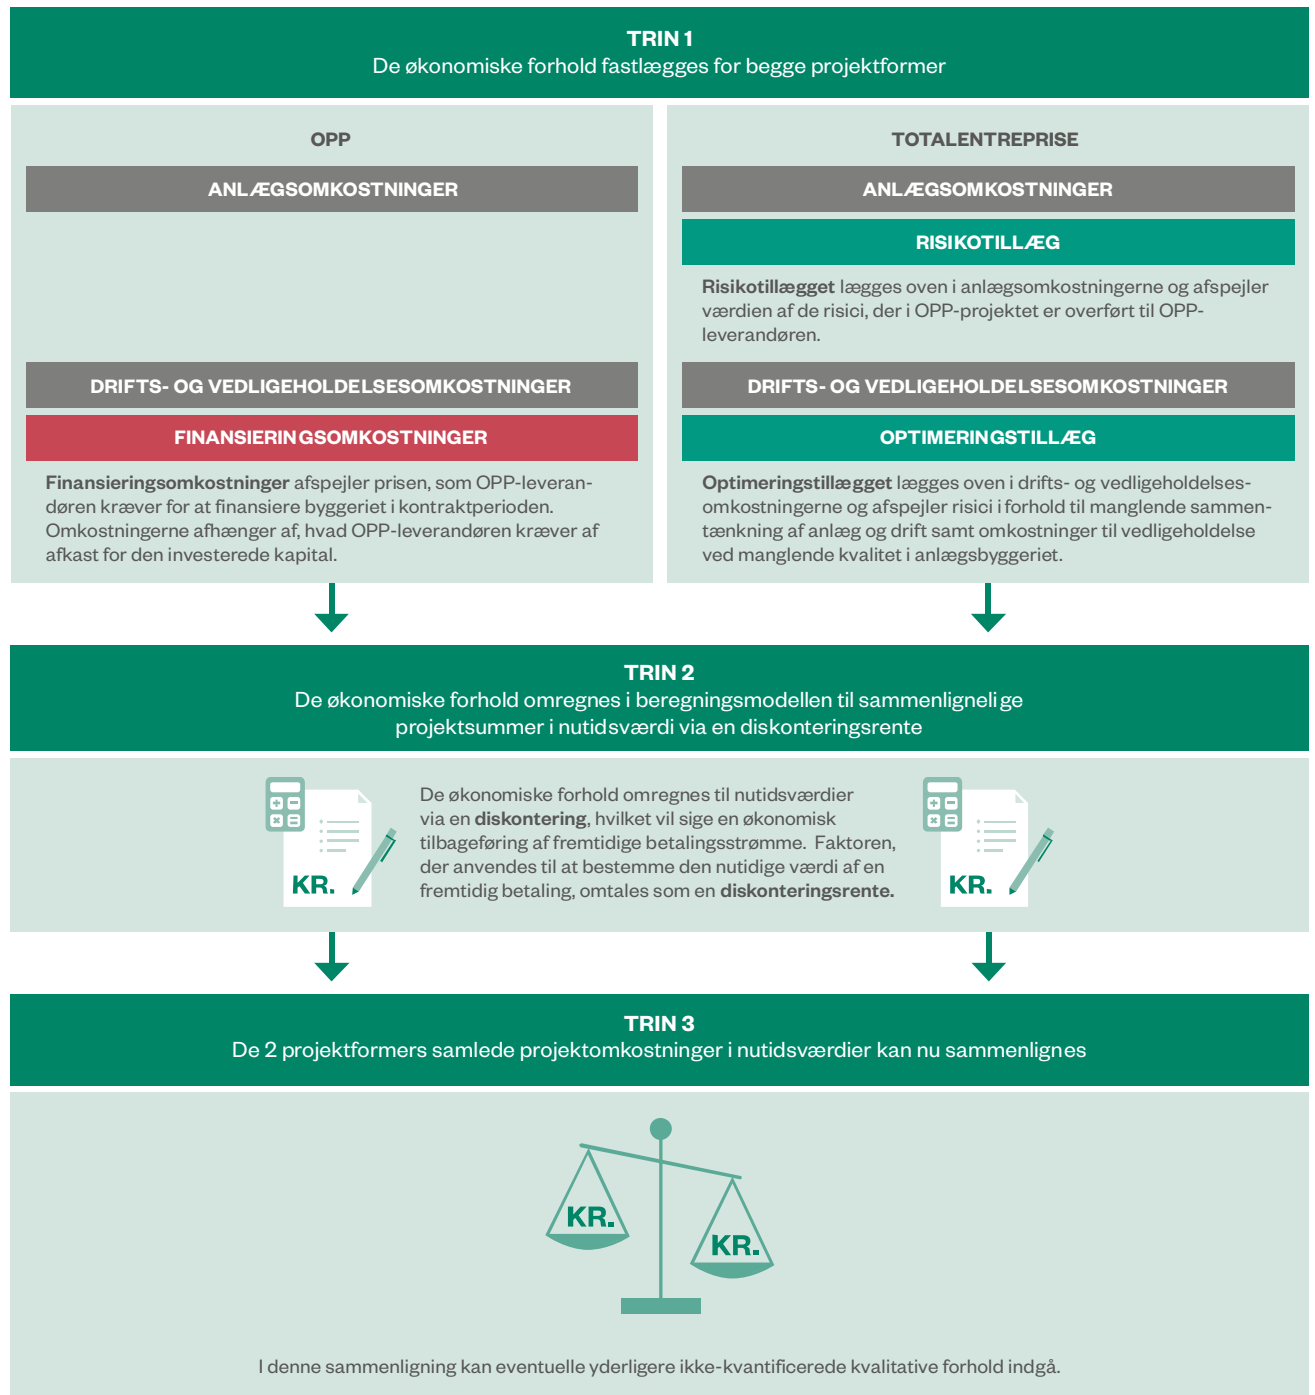 TRIN 1
De økonomiske forhold fastlægges for begge projektformer
OPP
ANLÆGSOMKOSTNINGER
DRIFTS- OG VEDLIGEHOLDELSESOMKOSTNINGER
FINANSIERINGSOMKOSTNINGER
Finansieringsomkostninger afspejler prisen, som OPP-leveran-
døren kræver for at finansiere byggeriet i kontraktperioden.
Omkostningerne afhænger af, hvad OPP-leverandøren kræver af
afkast for den investerede kapital.
TOTALENTREPRISE
ANLÆGSOMKOSTNINGER
RISIKOTILLÆG
Risikotillægget lægges oven i anlægsomkostningerne og afspejler
værdien af de risici, der i OPP-projektet er overført til OPP-
leverandøren.
DRIFTS- OG VEDLIGEHOLDELSESOMKOSTNINGER
OPTIMERINGSTILLÆG
Optimeringstillægget lægges oven i drifts- og vedligeholdelses-
omkostningerne og afspejler risici i forhold til manglende sammen-
tænkning af anlæg og drift samt omkostninger til vedligeholdelse
ved manglende kvalitet i anlægsbyggeriet.
TRIN 2
De økonomiske forhold omregnes i beregningsmodellen til sammenlignelige
projektsummer i nutidsværdi via en diskonteringsrente
KR.
De økonomiske forhold omregnes til nutidsværdier
via en diskontering, hvilket vil sige en økonomisk
tilbageføring af fremtidige betalingsstrømme. Faktoren,
der anvendes til at bestemme den nutidige værdi af en
fremtidig betaling, omtales som en diskonteringsrente.
KR.
TRIN 3
De 2 projektformers samlede projektomkostninger i nutidsværdier kan nu sammenlignes
KR.
KR.
I denne sammenligning kan eventuelle yderligere ikke-kvantificerede kvalitative forhold indgå.